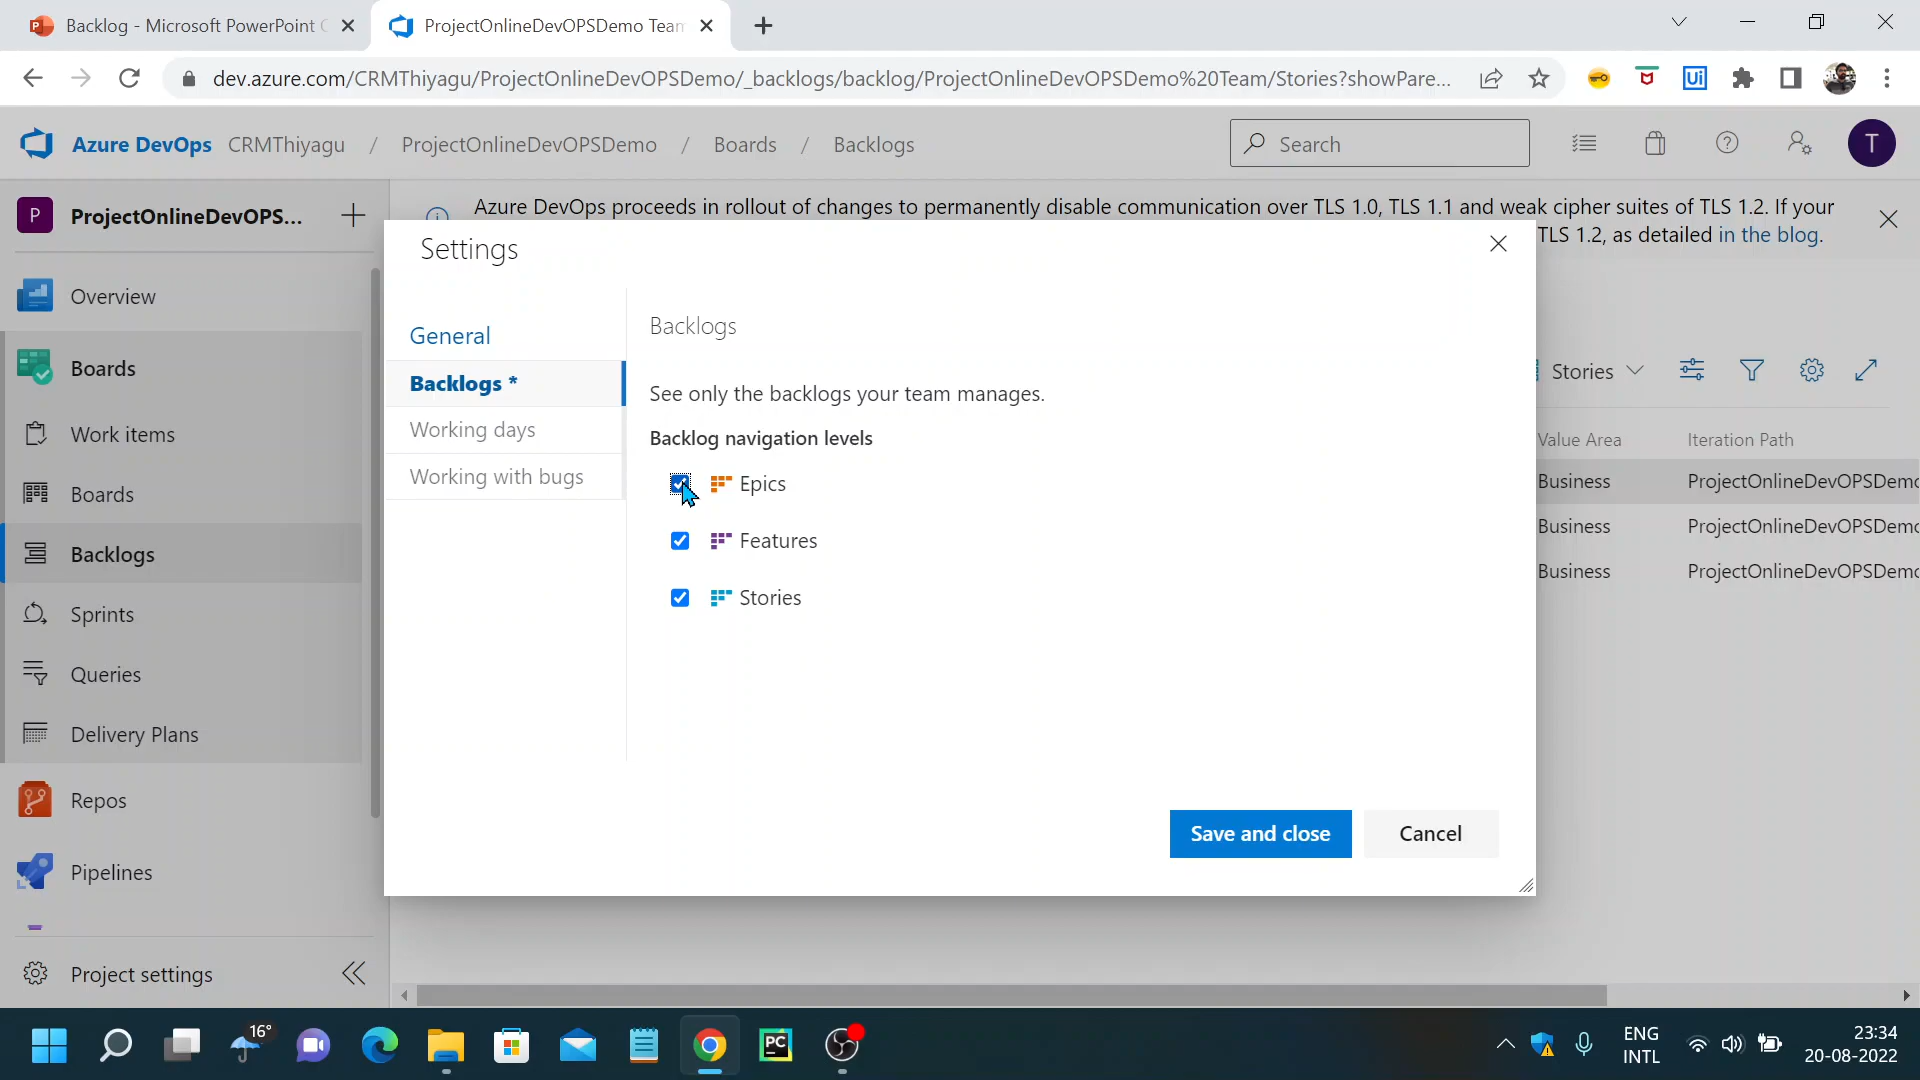 Backlog - Microsoft PowerPoint
ProjectOnlineDevOPSDemo Team
dev.azure.com/CRMThiyagu/ProjectOnlineDevOPSDemo/_backlogs/backlog/ProjectOnlineDevOPSDemo%20Team/Stories?showPare...
Azure DevOps CRMThiyagu / ProjectOnlineDevOPSDemo / Boards / Backlogs
Search
T
P ProjectOnlineDevOPS...
Azure DevOps proceeds in rollout of changes to permanently disable communication over TLS 1.0, TLS 1.1 and weak cipher suites of TLS 1.2. If your
TLS 1.2, as detailed in the blog.
Overview
Boards
Work items
Boards
Backlogs
Sprints
Queries
Delivery Plans
Repos
Pipelines
Project settings
Settings
General
Backlogs *
Working days
Working with bugs
Backlogs
See only the backlogs your team manages.
Backlog navigation levels
Epics
Features
Stories
Save and close
Cancel
Stories
Value Area Iteration Path
Business ProjectOnlineDevOPSDemo
Business ProjectOnlineDevOPSDemo
Business ProjectOnlineDevOPSDemo
16°
PC
Ui
ENG
INTL
23:34
20-08-2022